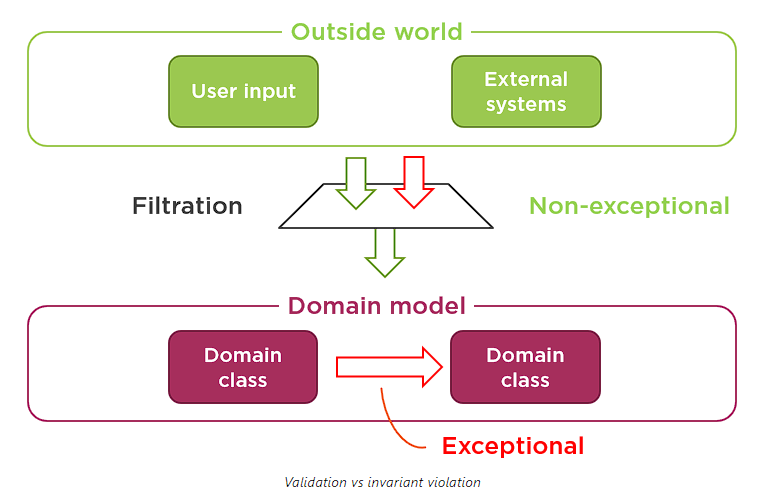 Outside world
User input
External
systems
Filtration
Non-exceptional
Domain model
Domain
class
Domain
class
Exceptional
Validation vs invariant violation